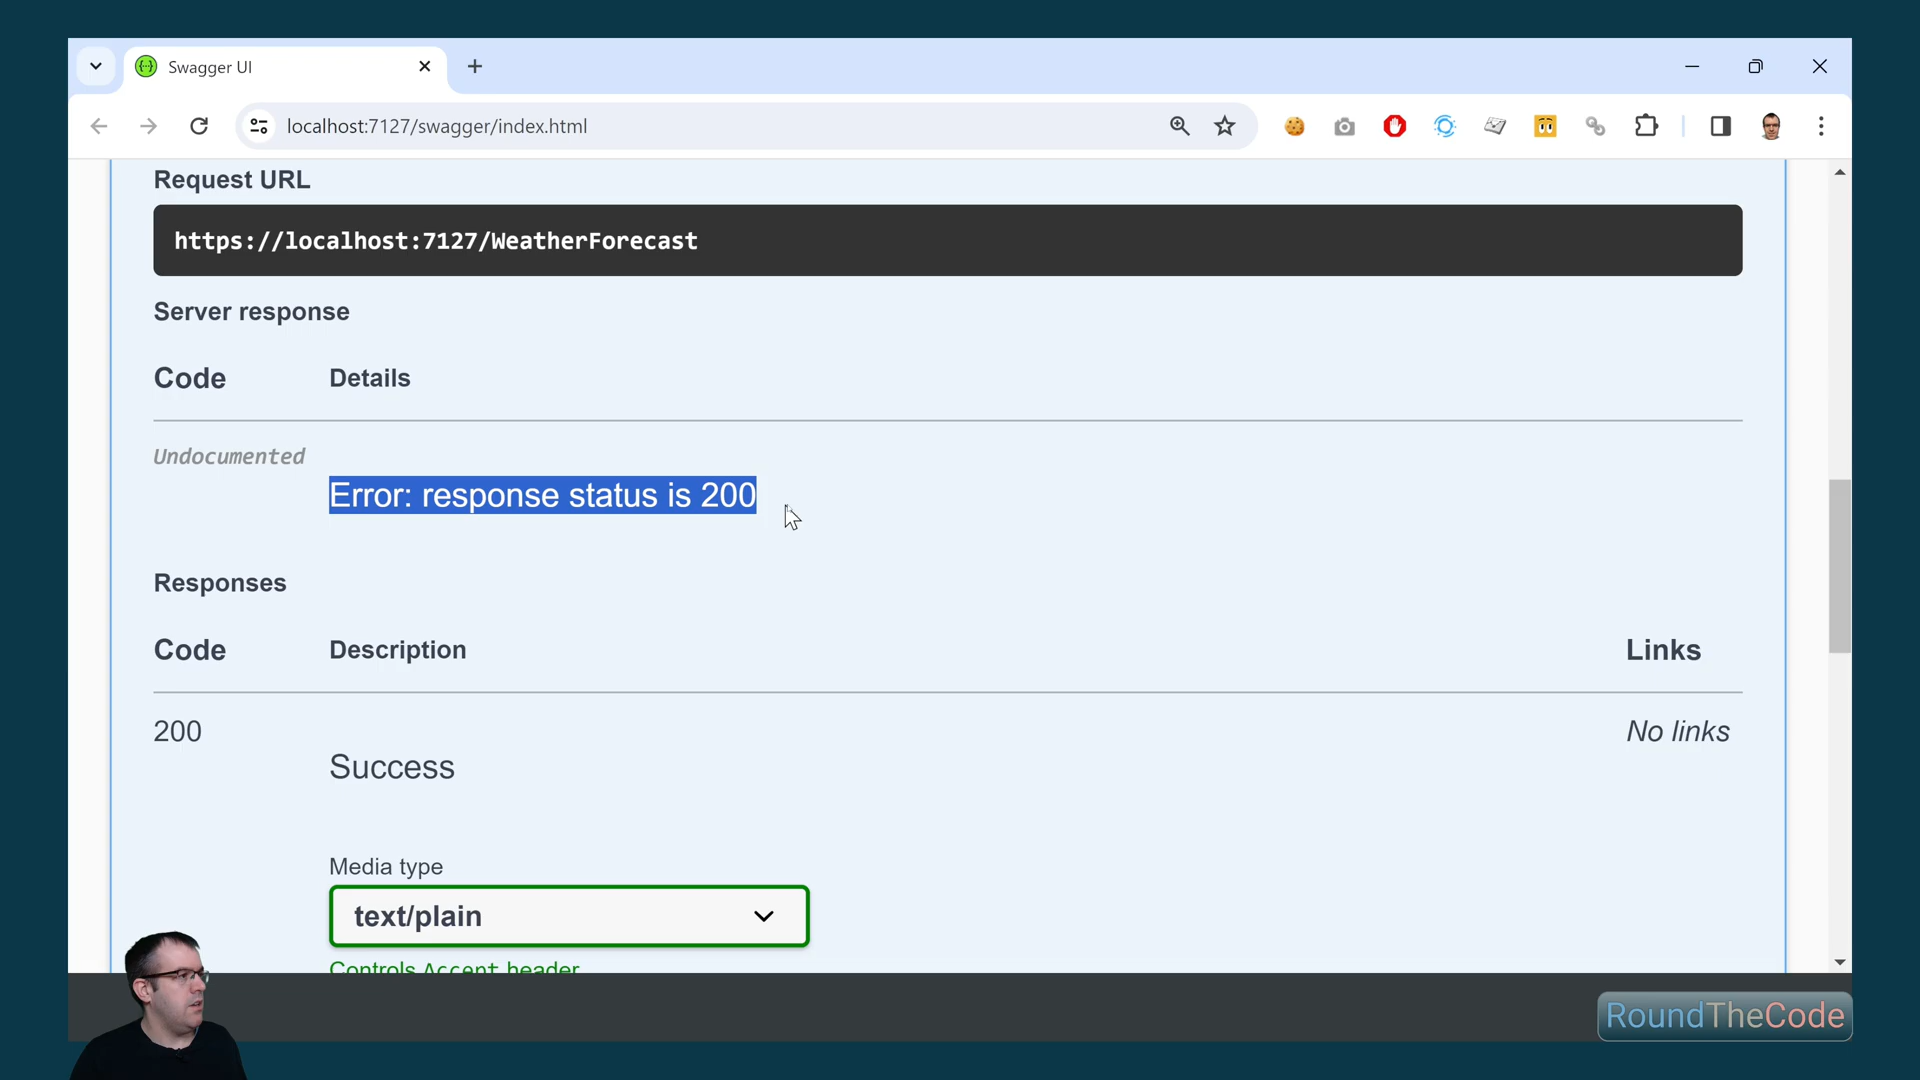 Swagger UI
localhost:7127/swagger/index.html
Request URL
https://localhost:7127/WeatherForecast
Server response
Code Details
Undocumented
Error: response status is 200
Responses
Code Description Links
200 No links
Success
Media type
text/plain
Controls Accept header
RoundTheCode